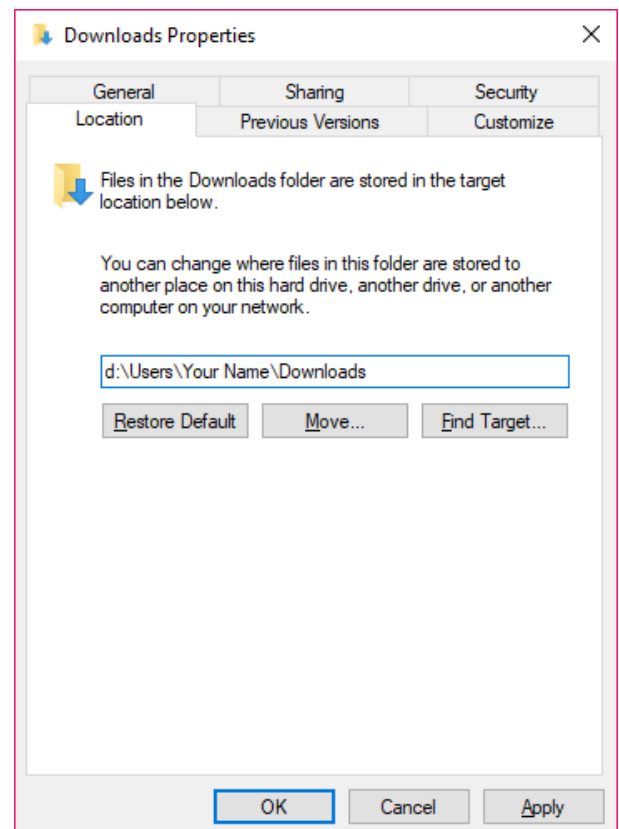 Downloads Properties
General Sharing Security
Location Previous Versions Customize
Files in the Downloads folder are stored in the target
location below.
You can change where files in this folder are stored to
another place on this hard drive, another drive, or another
computer on your network.
d:\Users\Your Name\Downloads
Restore Default Move... Find Target...
OK Cancel Apply